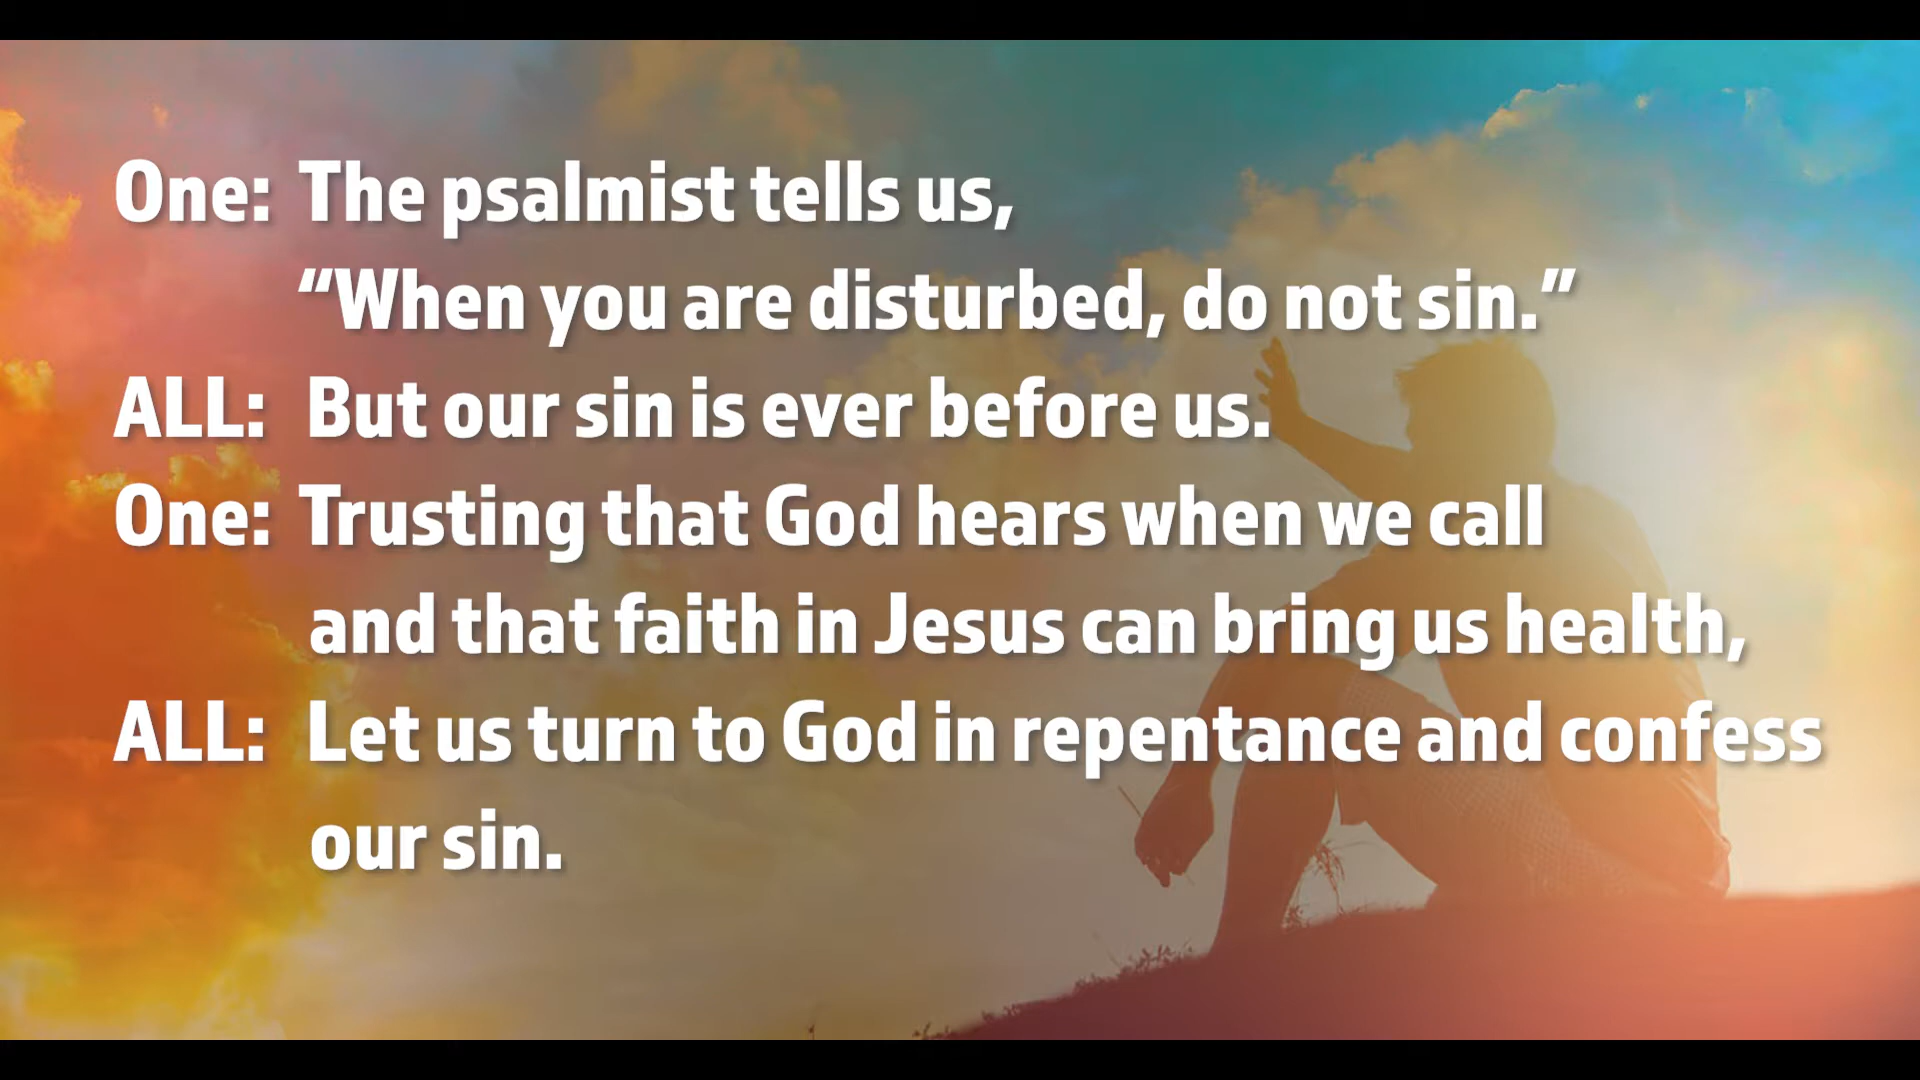 One: The psalmist tells us,
“When you are disturbed, do not sin.”
ALL: But our sin is ever before us.
One: Trusting that God hears when we call
and that faith in Jesus can bring us health,
ALL: Let us turn to God in repentance and confess
our sin.